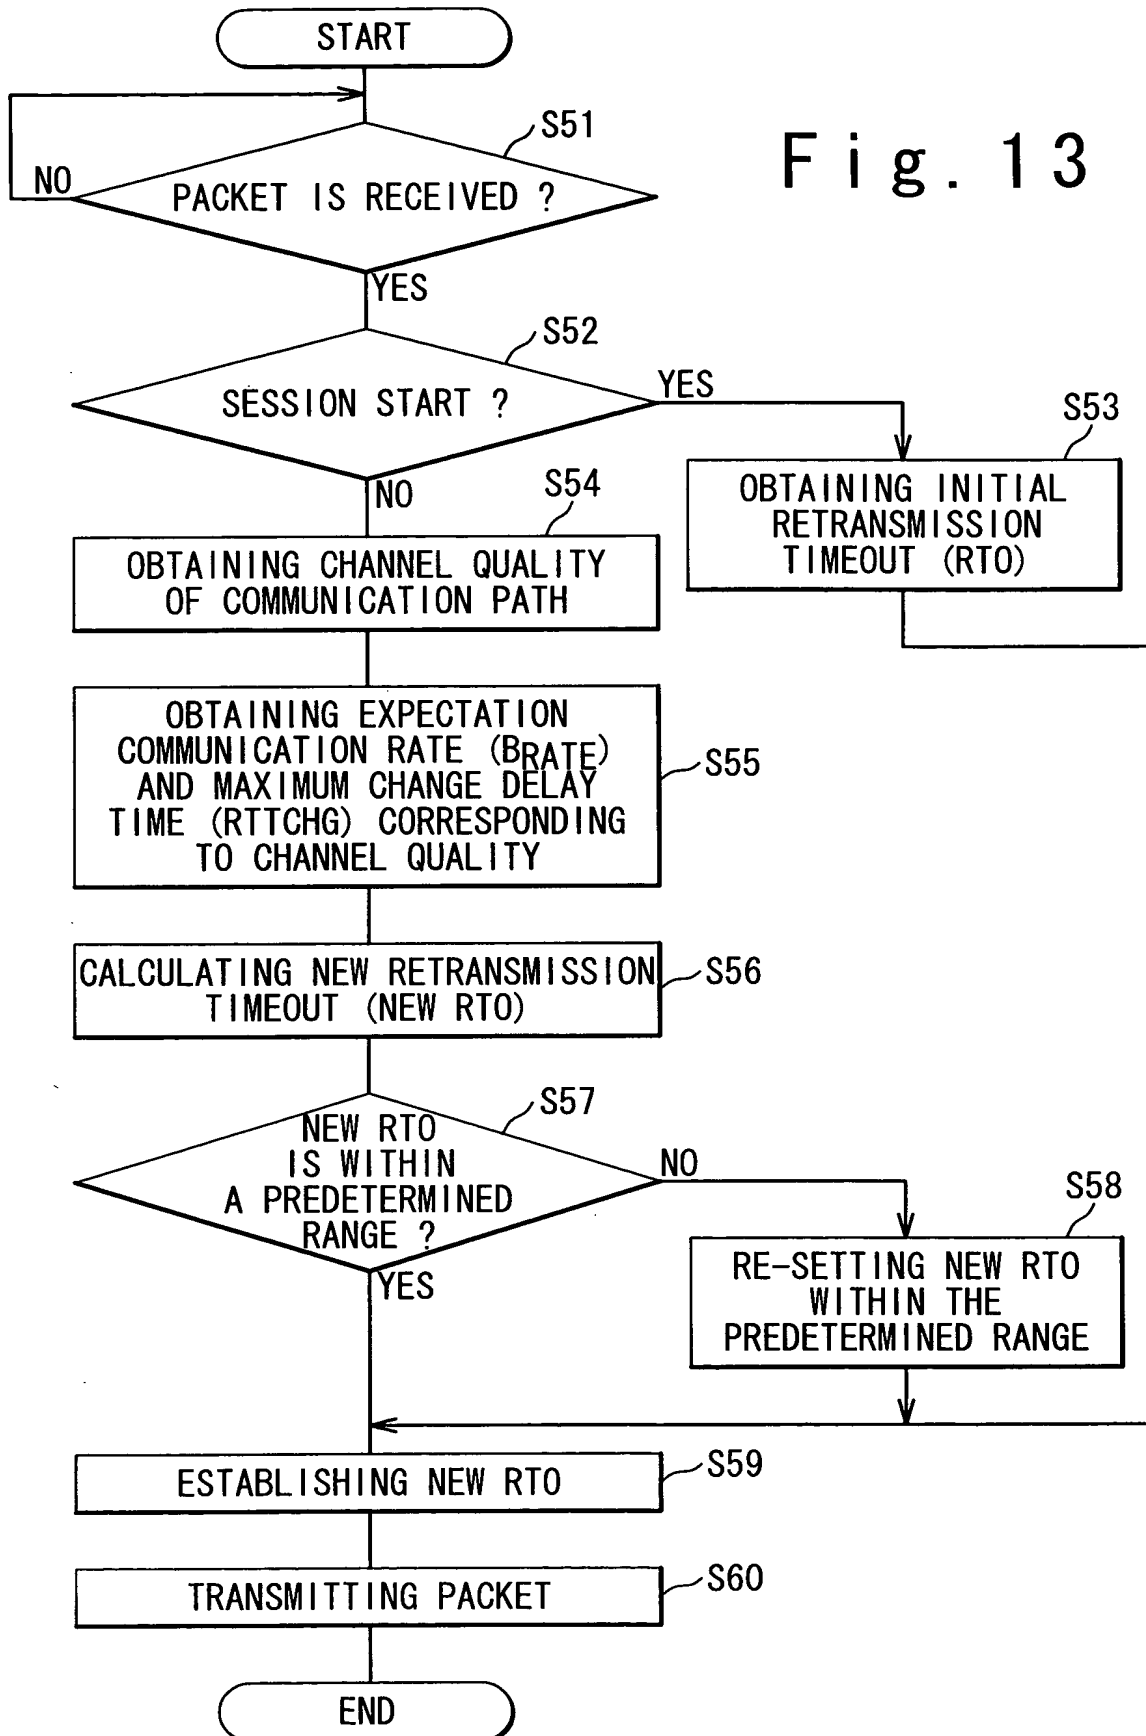 START
Fig. 13
S51
NO
PACKET IS RECEIVED ?
YES
S52
SESSION START ?
YES
NO
S53
OBTAINING INITIAL
RETRANSMISSION
TIMEOUT (RTO)
S54
OBTAINING CHANNEL QUALITY
OF COMMUNICATION PATH
OBTAINING EXPECTATION
COMMUNICATION RATE (BRATE)
AND MAXIMUM CHANGE DELAY
TIME (RTTCHG) CORRESPONDING
TO CHANNEL QUALITY
S55
CALCULATING NEW RETRANSMISSION
TIMEOUT (NEW RTO)
S56
S57
NEW RTO
IS WITHIN
A PREDETERMINED
RANGE ?
NO
YES
S58
RE-SETTING NEW RTO
WITHIN THE
PREDETERMINED RANGE
ESTABLISHING NEW RTO
S59
TRANSMITTING PACKET
S60
END